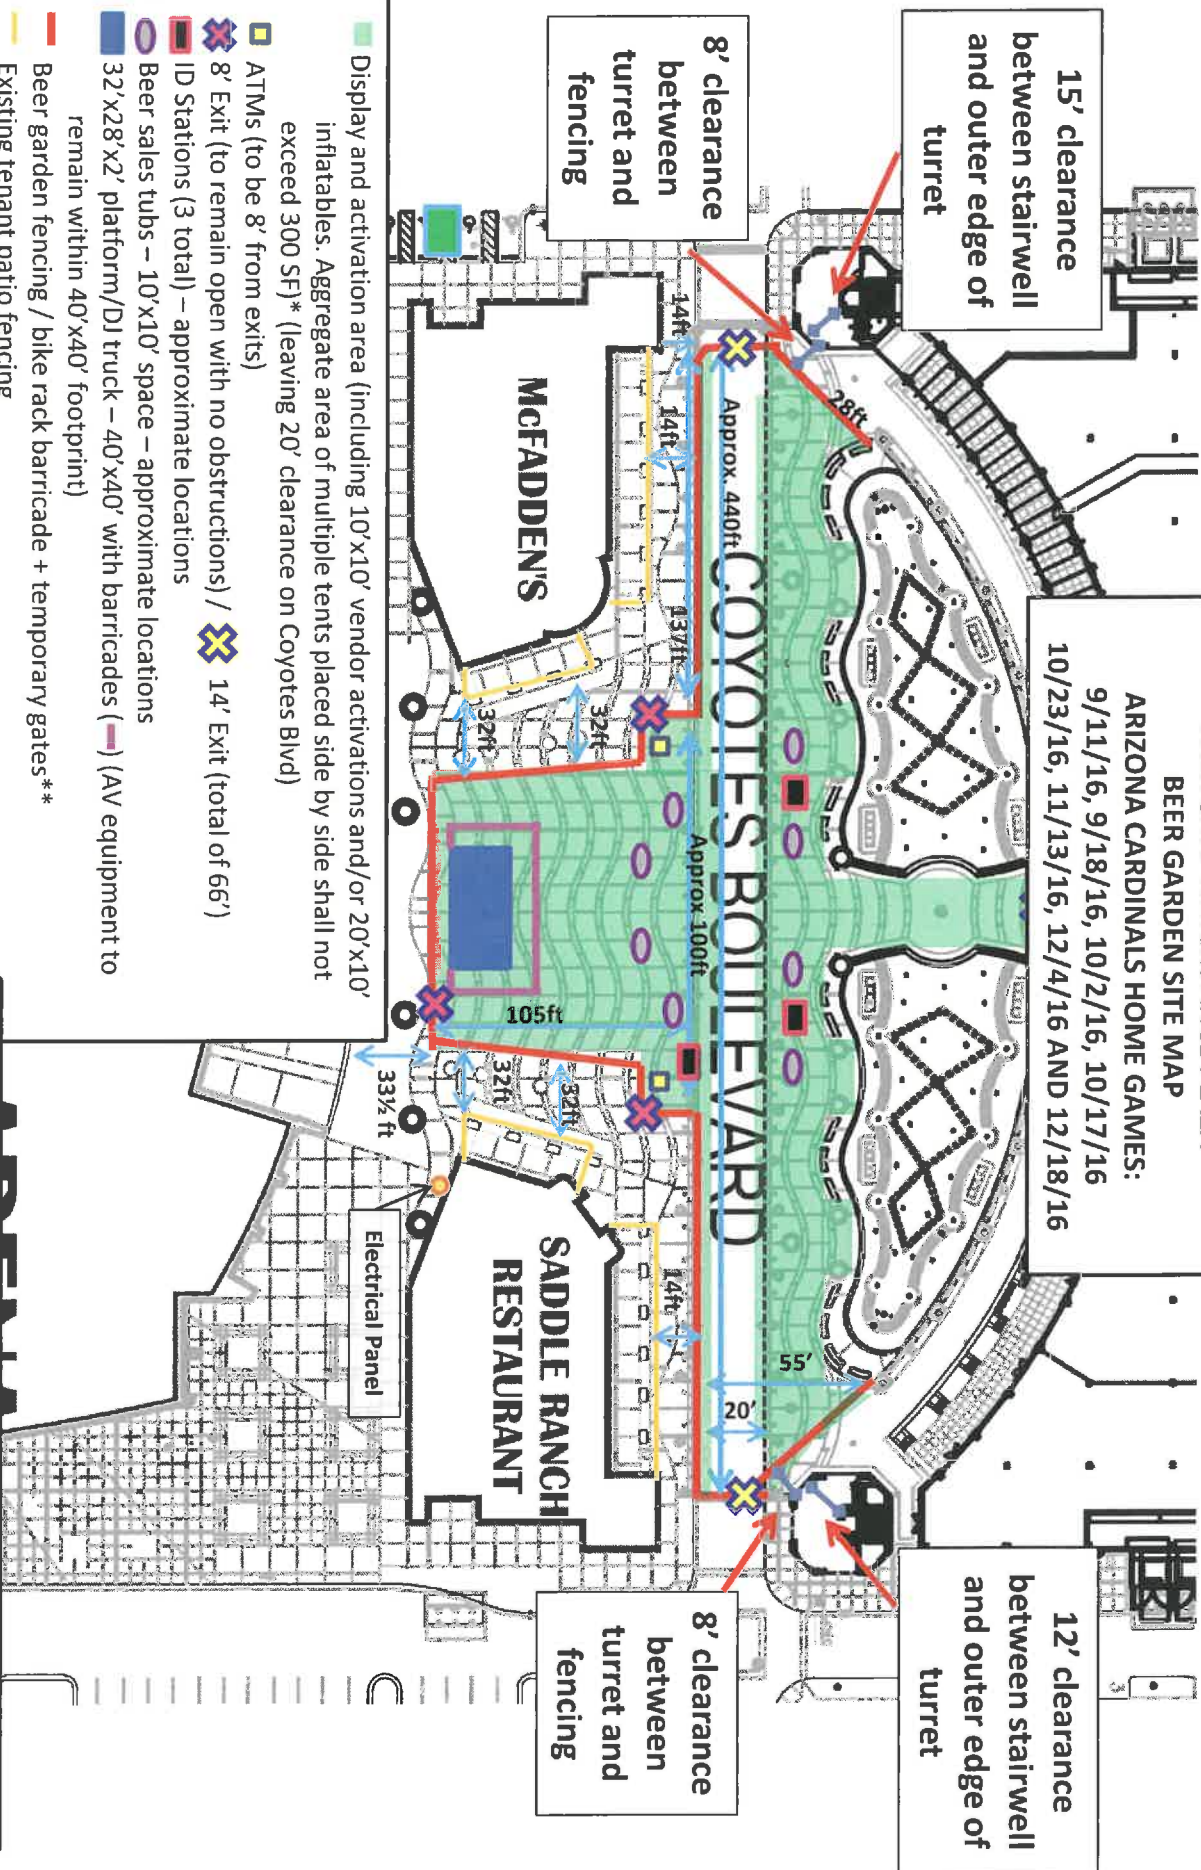 BEER GARDEN SITE MAP
ARIZONA CARDINALS HOME GAMES:
9/11/16, 9/18/16, 10/2/16, 10/17/16
10/23/16, 11/13/16, 12/4/16 AND 12/18/16
15’ clearance
between stairwell
and outer edge of
turret
8’ clearance
between
turret and
fencing
12’ clearance
between stairwell
and outer edge of
turret
8’ clearance
between
turret and
fencing
28ft
55’
20’
COYOTES BOULEVARD
Approx. 440ft
14ft
14ft
137ft
Approx 100ft
14ft
32ft
32ft
105ft
32ft
32ft
33½ ft
McFADDEN'S
SADDLE RANCH
RESTAURANT
Electrical Panel
Display and activation area (including 10’x10’ vendor activations and/or 20’x10’
inflatables. Aggregate area of multiple tents placed side by side shall not
exceed 300 SF)* (leaving 20’ clearance on Coyotes Blvd)
ATMs (to be 8’ from exits)
8’ Exit (to remain open with no obstructions) / 14’ Exit (total of 66’)
ID Stations (3 total) – approximate locations
Beer sales tubs – 10’x10’ space – approximate locations
32’x28’x2’ platform/DJ truck – 40’x40’ with barricades ( ) (AV equipment to
remain within 40’x40’ footprint)
Beer garden fencing / bike rack barricade + temporary gates**
Existing tenant patio fencing
ARENA